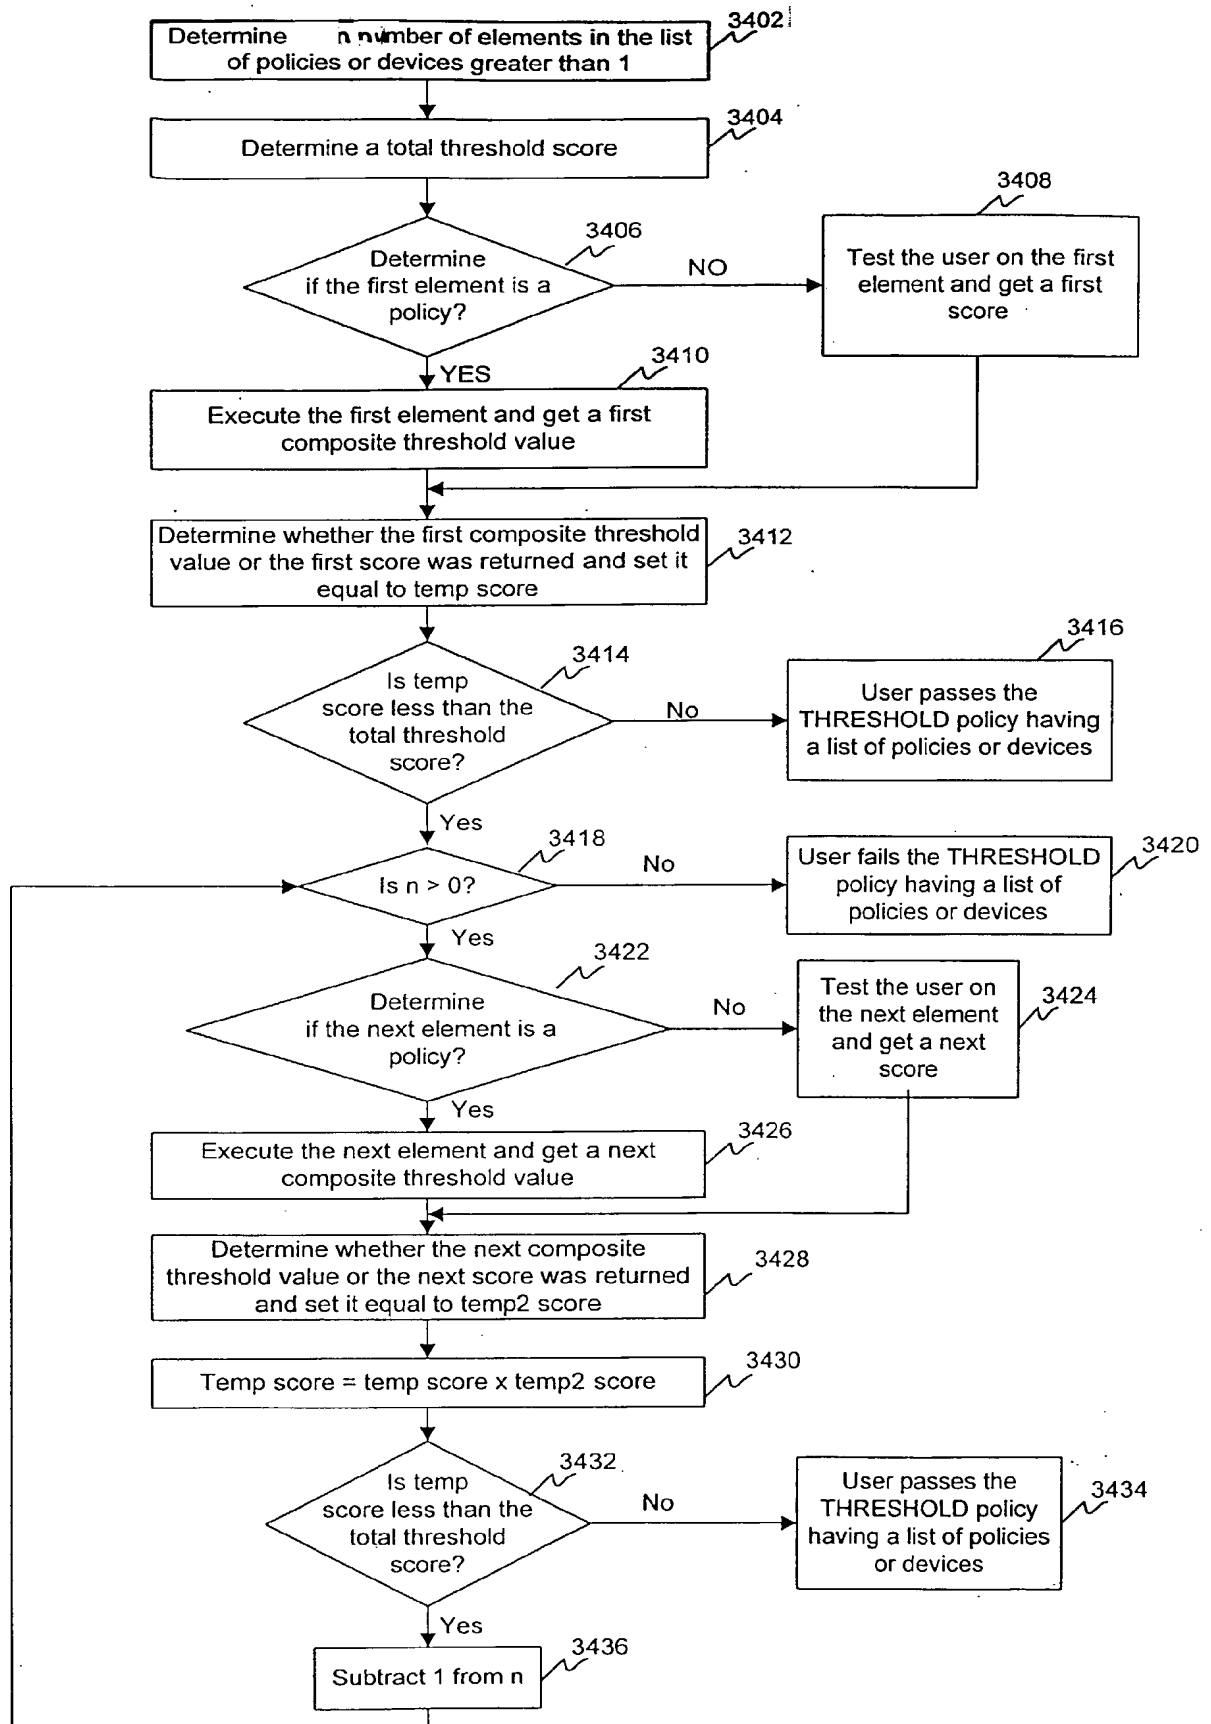 3402
Determine n number of elements in the list
of policies or devices greater than 1
3404
Determine a total threshold score
3406
Determine
if the first element is a
policy?
NO
3408
Test the user on the first
element and get a first
score
YES
3410
Execute the first element and get a first
composite threshold value
3412
Determine whether the first composite threshold
value or the first score was returned and set it
equal to temp score
3414
Is temp
score less than the
total threshold
score?
No
3416
User passes the
THRESHOLD policy having
a list of policies or devices
Yes
3418
Is n > 0?
No
3420
User fails the THRESHOLD
policy having a list of
policies or devices
Yes
3422
Determine
if the next element is a
policy?
No
3424
Test the user on
the next element
and get a next
score
Yes
3426
Execute the next element and get a next
composite threshold value
3428
Determine whether the next composite
threshold value or the next score was returned
and set it equal to temp2 score
3430
Temp score = temp score x temp2 score
3432
Is temp
score less than the
total threshold
score?
No
3434
User passes the
THRESHOLD policy
having a list of policies
or devices
Yes
3436
Subtract 1 from n